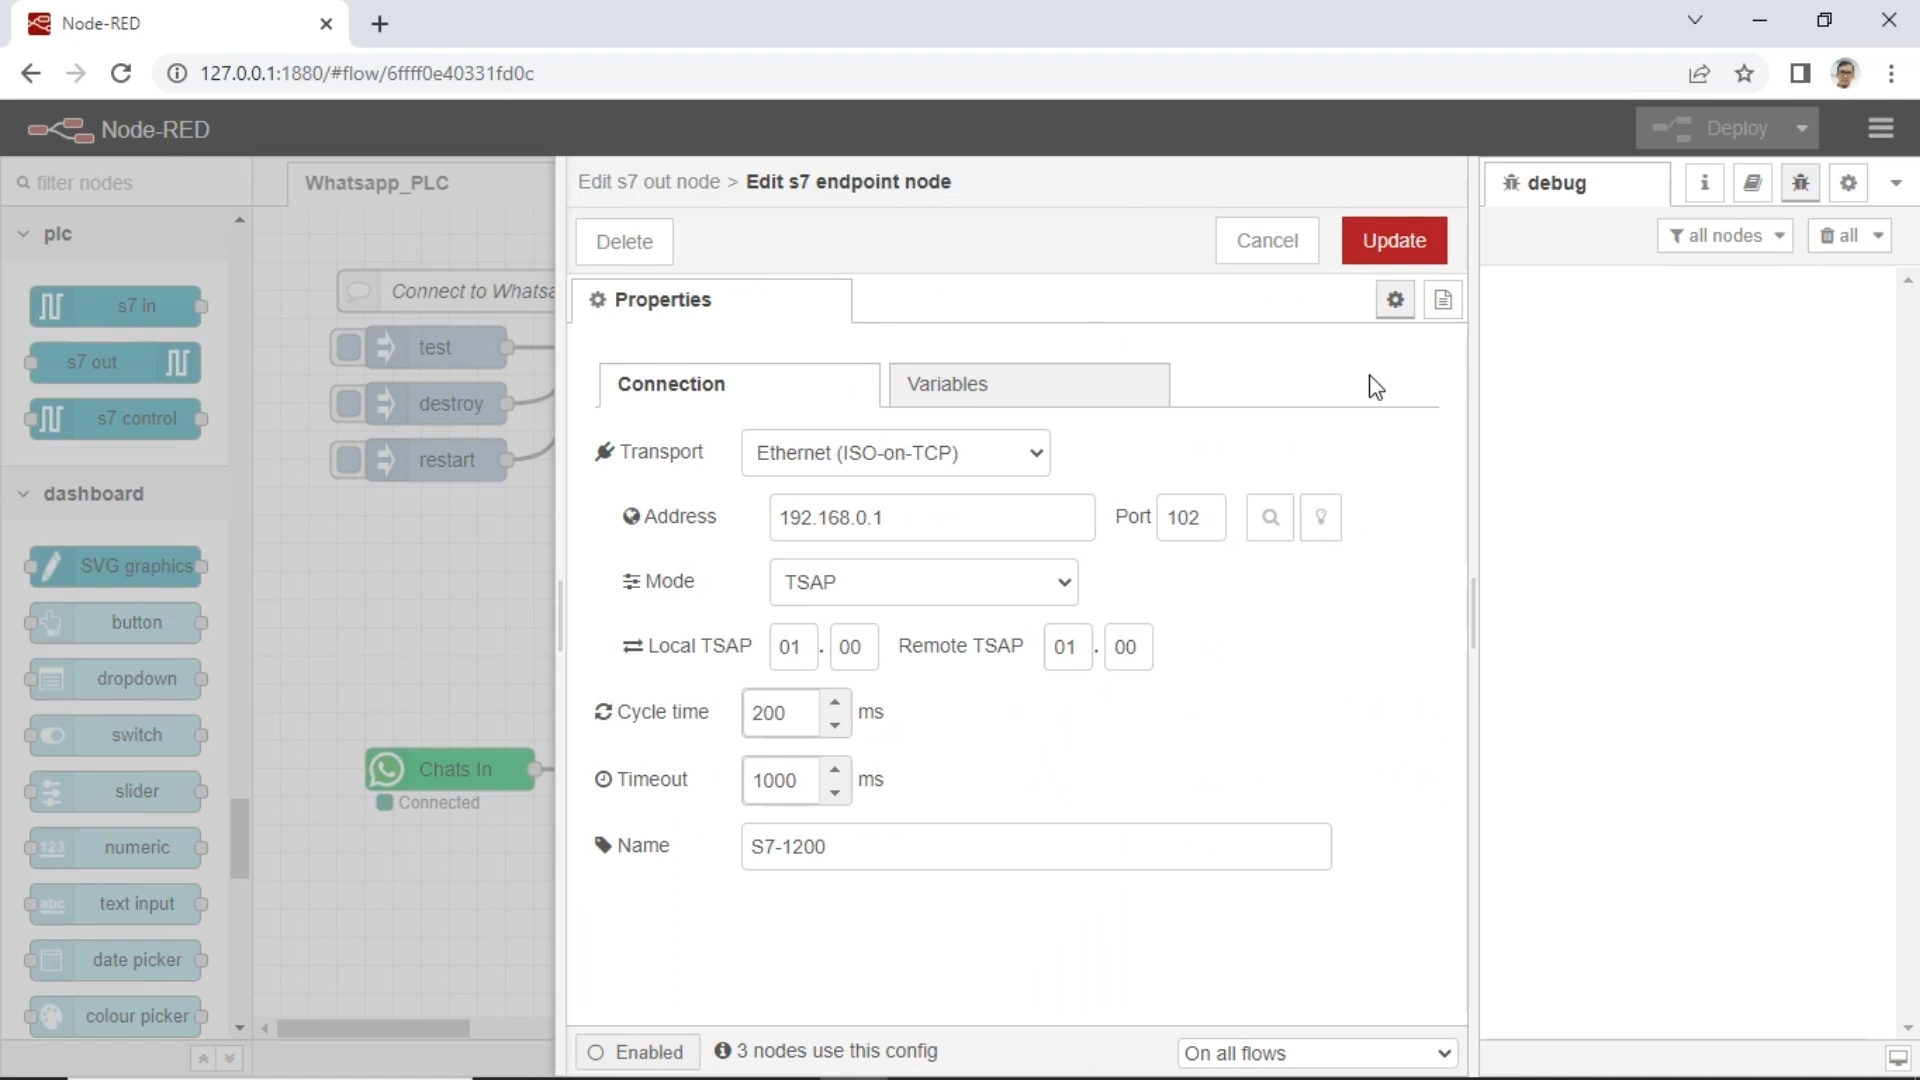 Node-RED
127.0.0.1:1880/#flow/6ffff0e40331fd0c
Node-RED
Deploy
filter nodes
plc
s7 in
s7 out
s7 control
dashboard
SVG graphics
button
dropdown
switch
slider
123 numeric
abc text input
date picker
colour picker
Whatsapp_PLC
Connect to Whatsa
test
destroy
restart
Chats In
Connected
Edit s7 out node > Edit s7 endpoint node
Delete
Cancel
Update
Properties
Connection
Variables
Transport Ethernet (ISO-on-TCP)
Address 192.168.0.1 Port 102
Mode TSAP
Local TSAP 01 . 00 Remote TSAP 01 . 00
Cycle time 200 ms
Timeout 1000 ms
Name S7-1200
Enabled
3 nodes use this config
On all flows
debug
i
all nodes
all